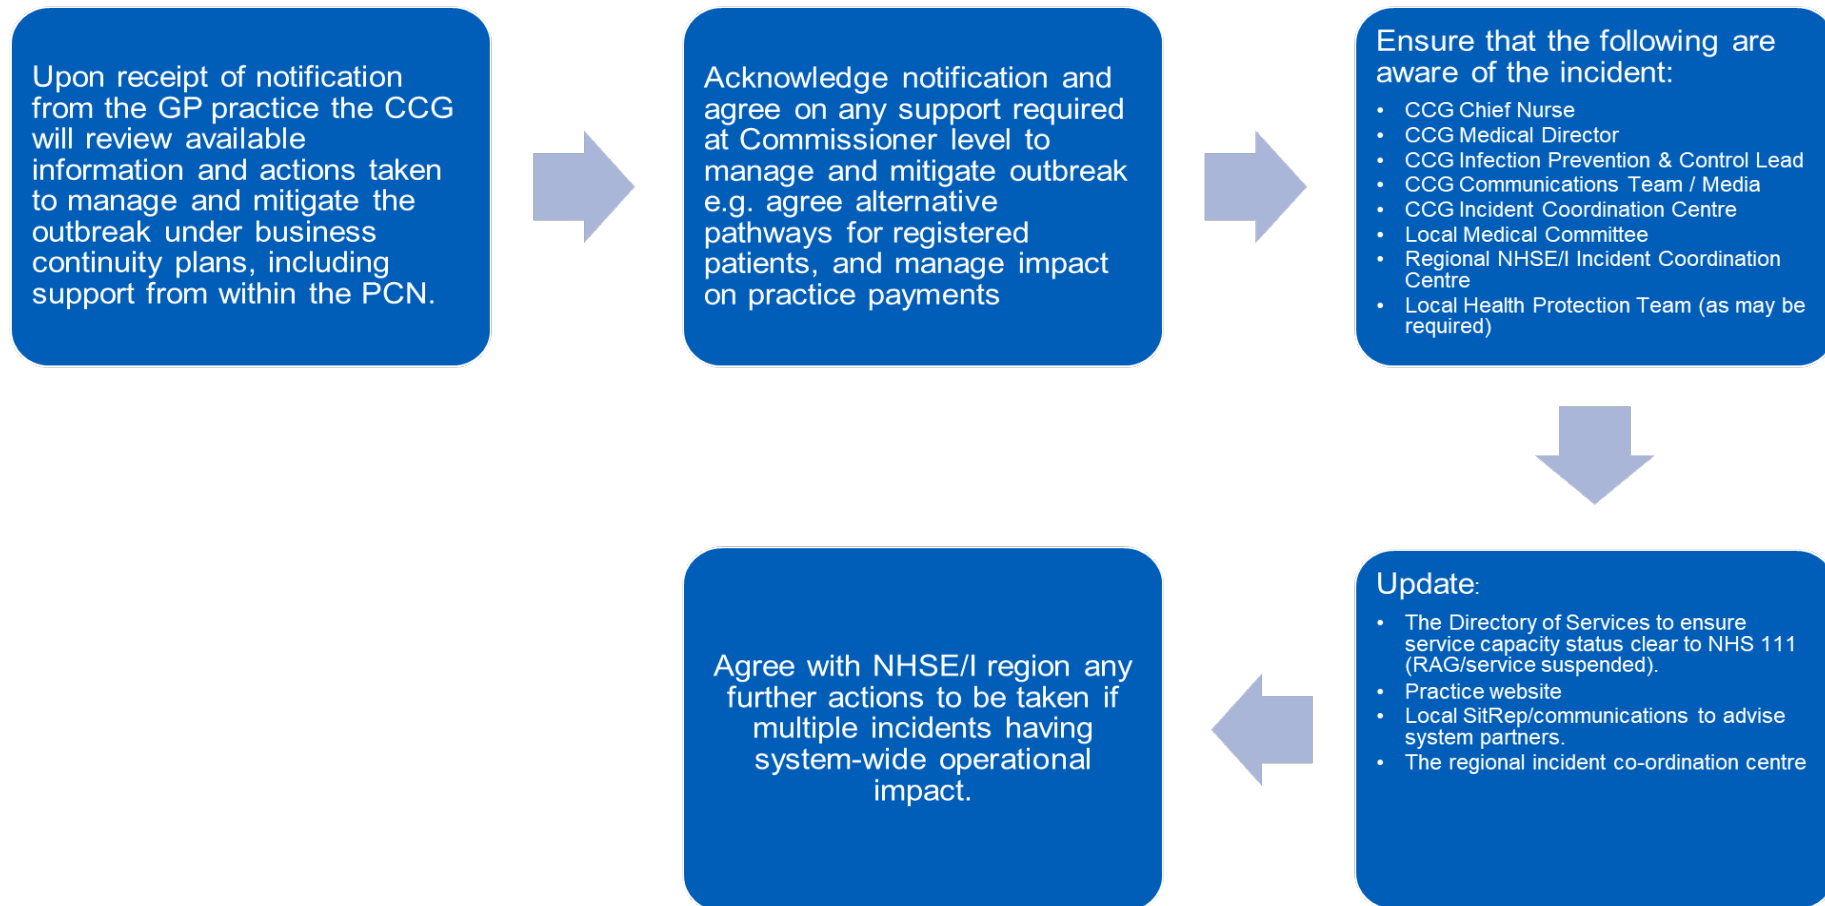 Upon receipt of notification
from the GP practice the CCG
will review available
information and actions taken
to manage and mitigate the
outbreak under business
continuity plans, including
support from within the PCN.
Acknowledge notification and
agree on any support required
at Commissioner level to
manage and mitigate outbreak
e.g. agree alternative
pathways for registered
patients, and manage impact
on practice payments
Ensure that the following are
aware of the incident:
• CCG Chief Nurse
• CCG Medical Director
• CCG Infection Prevention & Control Lead
• CCG Communications Team / Media
• CCG Incident Coordination Centre
• Local Medical Committee
• Regional NHSE/I Incident Coordination
Centre
• Local Health Protection Team (as may be
required)
Update:
• The Directory of Services to ensure
service capacity status clear to NHS 111
(RAG/service suspended).
• Practice website
• Local SitRep/communications to advise
system partners.
• The regional incident co-ordination centre
Agree with NHSE/I region any
further actions to be taken if
multiple incidents having
system-wide operational
impact.